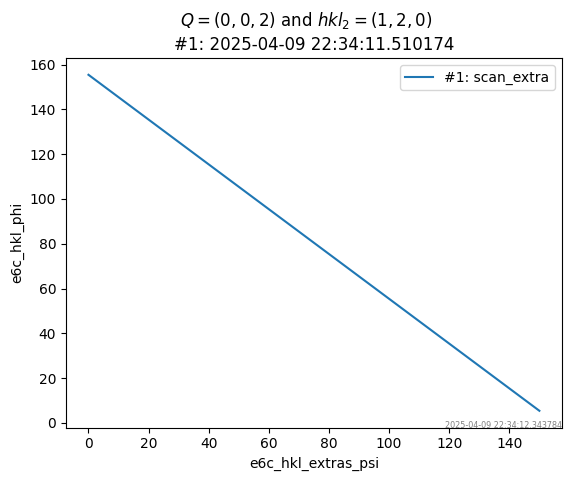 Q = (0, 0, 2) and hkl₂ = (1, 2, 0)
#1: 2025-04-09 22:34:11.510174
#1: scan_extra
160
140
120
100
80
60
40
20
0
e6c_hkl_phi
0 20 40 60 80 100 120 140
e6c_hkl_extras_psi
2025-04-09 22:34:12.343784